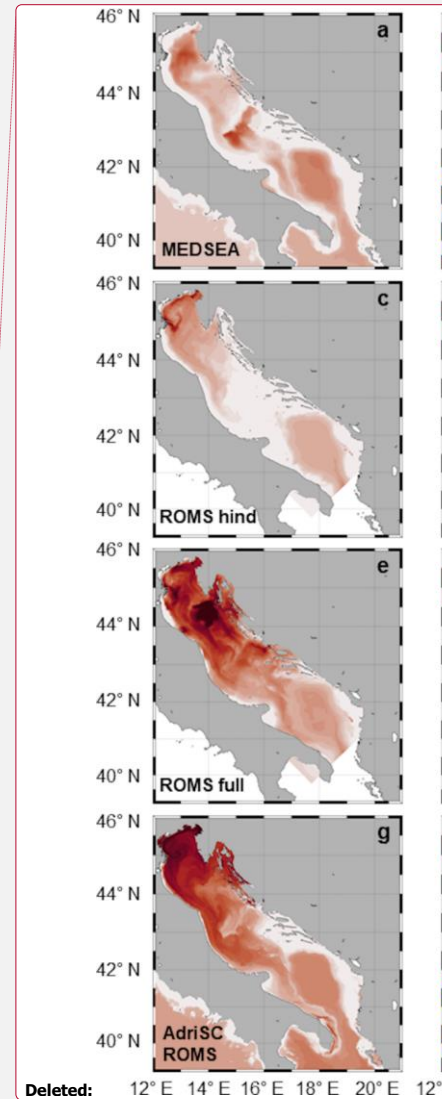 46° N
a
44° N
42° N
40° N
MEDSEA
46° N
c
44° N
42° N
40° N
ROMS hind
46° N
e
44° N
42° N
40° N
ROMS full
46° N
g
44° N
42° N
40° N
AdriSC
ROMS
Deleted: 12° E 14° E 16° E 18° E 20° E 12°